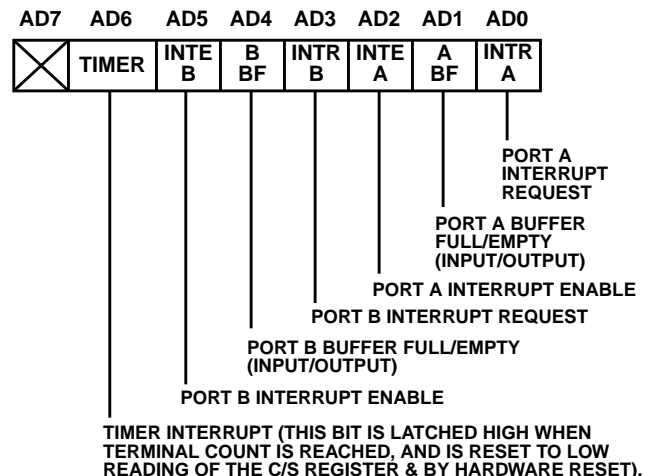 AD7 AD6 AD5 AD4 AD3 AD2 AD1 AD0
TIMER
INTE
B
B
BF
INTR
B
INTE
A
A
BF
INTR
A
PORT A
INTERRUPT
REQUEST
PORT A BUFFER
FULL/EMPTY
(INPUT/OUTPUT)
PORT A INTERRUPT ENABLE
PORT B INTERRUPT REQUEST
PORT B BUFFER FULL/EMPTY
(INPUT/OUTPUT)
PORT B INTERRUPT ENABLE
TIMER INTERRUPT (THIS BIT IS LATCHED HIGH WHEN
TERMINAL COUNT IS REACHED, AND IS RESET TO LOW
READING OF THE C/S REGISTER & BY HARDWARE RESET).